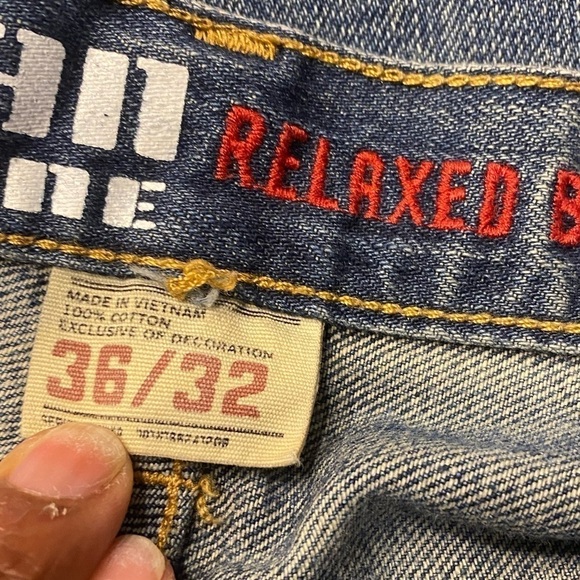 RELAXED B
MADE IN VIETNAM
100% COTTON
EXCLUSIVE OF DECORATION
36/32